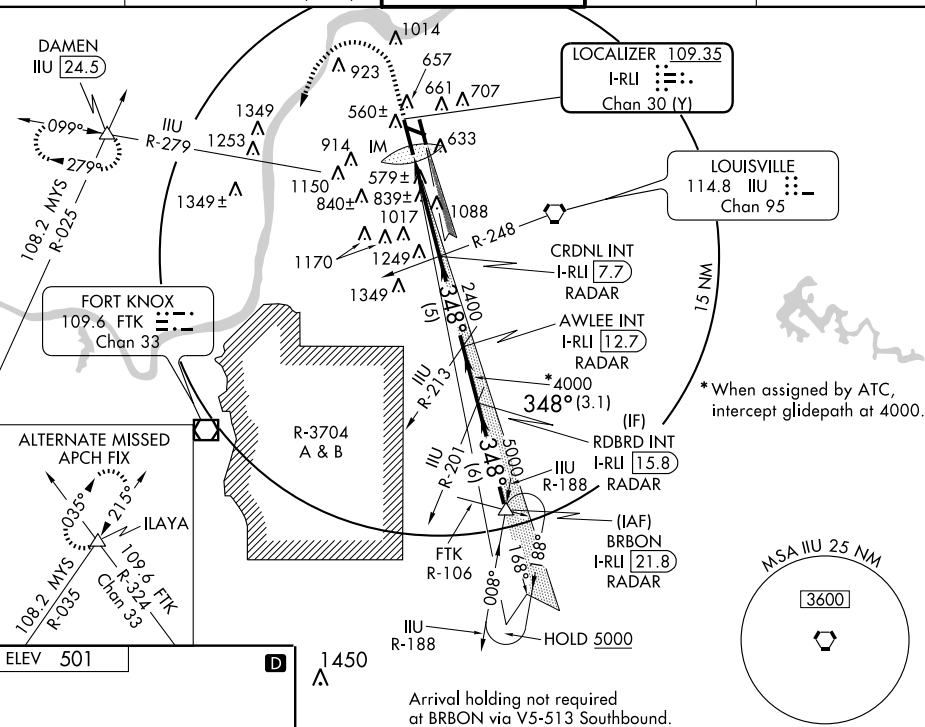 DAMEN
IIU 24.5
099°
279°
IIU
R-279
108.2 MYS
R-025
1349
1253
1349±
923
1014
657
661
707
560±
IM
633
914
1150
579±
840±
839±
1017
1088
1170
1249
1349
LOCALIZER 109.35
I-RLI
Chan 30 (Y)
LOUISVILLE
114.8 IIU
Chan 95
R-248
CRDNL INT
I-RLI 7.7
RADAR
15 NM
2400
348°
(5)
FORT KNOX
109.6 FTK
Chan 33
AWLEE INT
I-RLI 12.7
RADAR
IIU
R-213
*4000
348° (3.1)
* When assigned by ATC,
intercept glidepath at 4000.
R-3704
A & B
(IF)
RDBRD INT
I-RLI 15.8
RADAR
IIU
R-201
348°
(6)
5000
IIU
R-188
ALTERNATE MISSED
APCH FIX
035°
215°
ILAYA
108.2 MYS
R-035
109.6 FTK
R-324
Chan 33
FTK
R-106
(IAF)
BRBON
I-RLI 21.8
RADAR
008°
168°
188°
IIU
R-188
HOLD 5000
MSA IIU 25 NM
3600
ELEV 501
D
1450
Arrival holding not required
at BRBON via V5-513 Southbound.